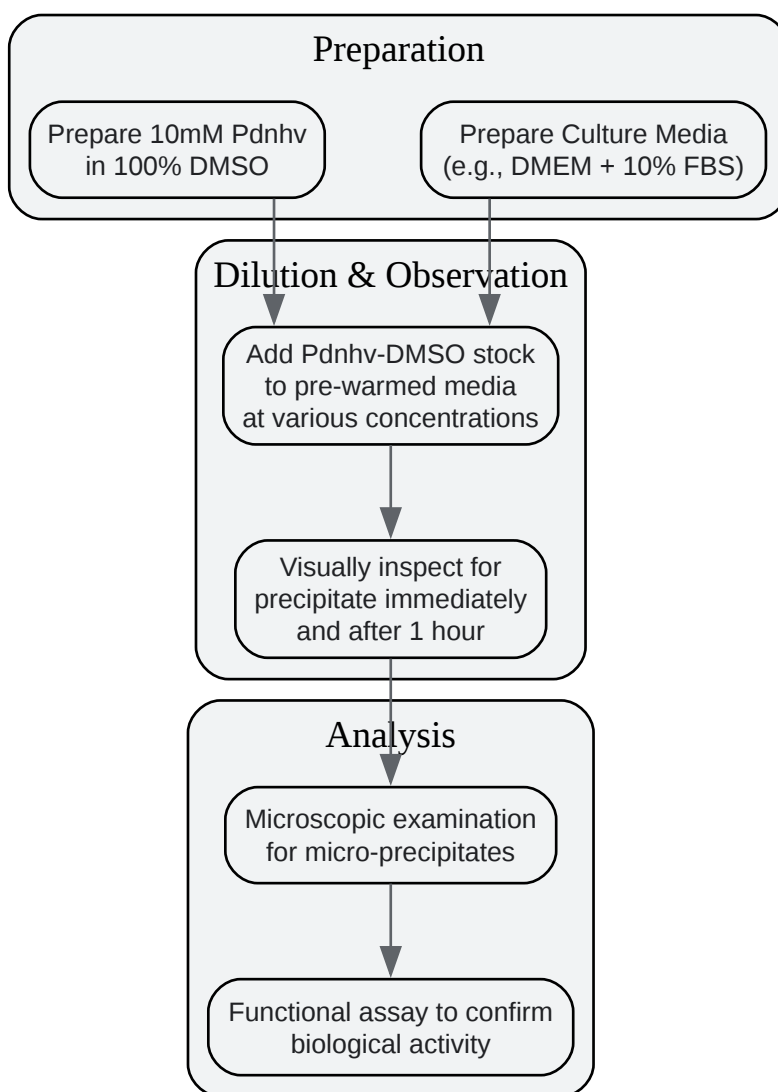 Preparation
Prepare 10mM Pdnhv
in 100% DMSO
Prepare Culture Media
(e.g., DMEM + 10% FBS)
Dilution & Observation
Add Pdnhv-DMSO stock
to pre-warmed media
at various concentrations
Visually inspect for
precipitate immediately
and after 1 hour
Analysis
Microscopic examination
for micro-precipitates
Functional assay to confirm
biological activity